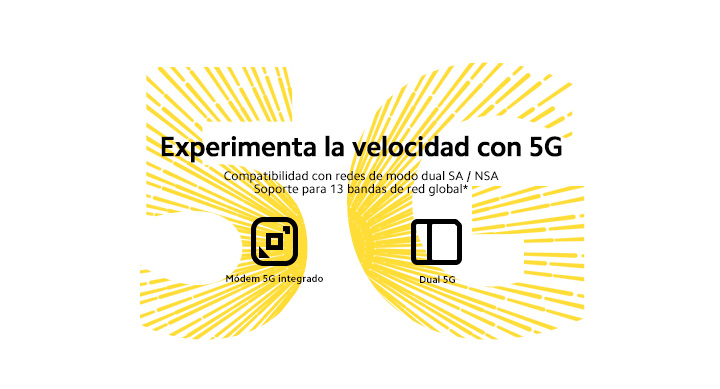 Experimenta la velocidad con 5G
Compatibilidad con redes de modo dual SA / NSA
Soporte para 13 bandas de red global*
Módem 5G integrado
Dual 5G
5G